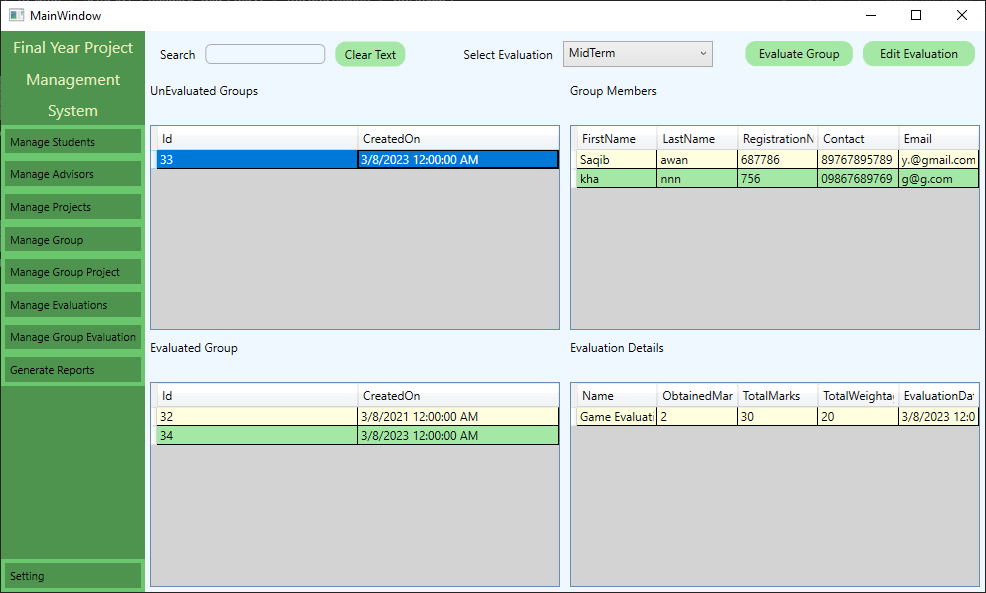 MainWindow
Final Year Project
Management
System
Manage Students
Manage Advisors
Manage Projects
Manage Group
Manage Group Project
Manage Evaluations
Manage Group Evaluation
Generate Reports
Setting
Search Clear Text Select Evaluation MidTerm Evaluate Group Edit Evaluation
UnEvaluated Groups
Id CreatedOn
33 3/8/2023 12:00:00 AM
Group Members
FirstName LastName RegistrationN Contact Email
Saqib awan 687786 89767895789 y.@gmail.com
kha nnn 756 09867689769 g@g.com
Evaluated Group
Id CreatedOn
32 3/8/2021 12:00:00 AM
34 3/8/2023 12:00:00 AM
Evaluation Details
Name ObtainedMar TotalMarks TotalWeightag EvaluationDat
Game Evaluati 2 30 20 3/8/2023 12:0